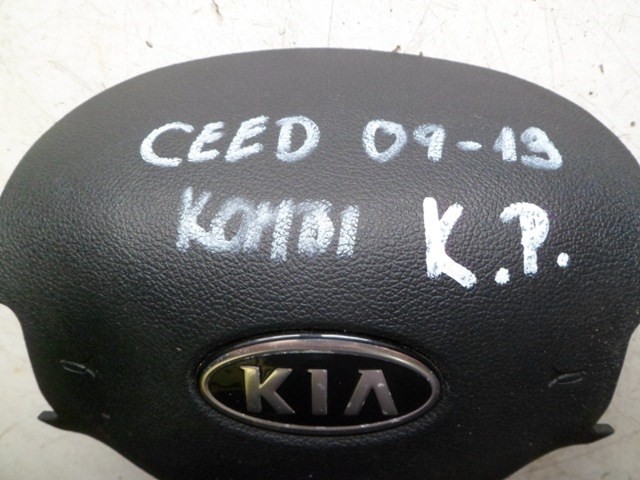 CEED 09-13
KOMBI K.P.
KIA